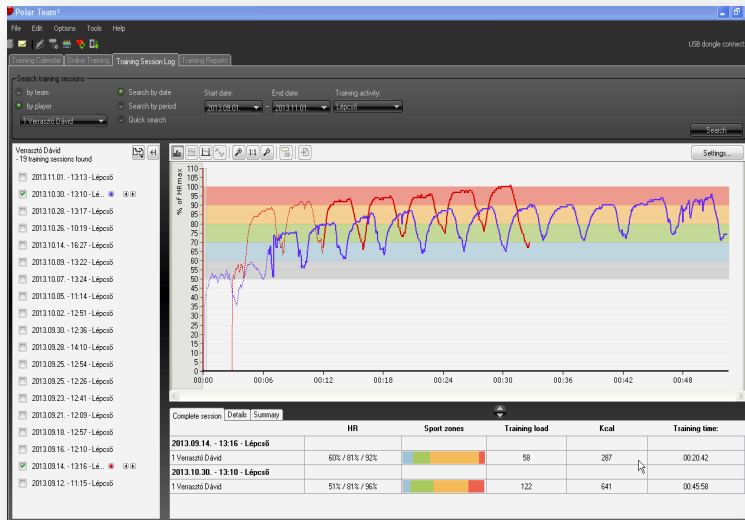 Polar Team²
File Edit Options Tools Help
USB dongle connect
Training Calendar Online Training Training Session Log Training Reports
Search training sessions
by team Search by date Start date: End date: Training activity:
by player Search by period 2013.09.01. - 2013.11.01. Lépcső
1 Verrasztó Dávid Quick search
Search
Verrasztó Dávid
- 19 training sessions found
1:1
Settings...
2013.11.01. - 13:13 - Lépcső
2013.10.30. - 13:10 - Lé...
2013.10.28. - 13:17 - Lépcső
2013.10.26. - 10:19 - Lépcső
2013.10.14. - 16:27 - Lépcső
2013.10.09. - 13:22 - Lépcső
2013.10.07. - 13:24 - Lépcső
2013.10.05. - 11:14 - Lépcső
2013.10.02. - 12:51 - Lépcső
2013.09.30. - 12:36 - Lépcső
2013.09.28. - 14:10 - Lépcső
2013.09.25. - 12:54 - Lépcső
2013.09.25. - 12:26 - Lépcső
2013.09.23. - 12:41 - Lépcső
2013.09.21. - 12:09 - Lépcső
2013.09.18. - 12:57 - Lépcső
2013.09.16. - 12:10 - Lépcső
2013.09.14. - 13:16 - Lé...
2013.09.12. - 11:15 - Lépcső
% of HRmax
110
105
100
95
90
85
80
75
70
65
60
55
50
45
40
35
30
25
20
15
10
5
0
00:00 00:06 00:12 00:18 00:24 00:30 00:36 00:42 00:48
Complete session Details Summary
HR Sport zones Training load Kcal Training time:
2013.09.14. - 13:16 - Lépcső
1 Verrasztó Dávid 60% / 81% / 92% 58 287 00:20:42
2013.10.30. - 13:10 - Lépcső
1 Verrasztó Dávid 51% / 81% / 96% 122 641 00:45:58